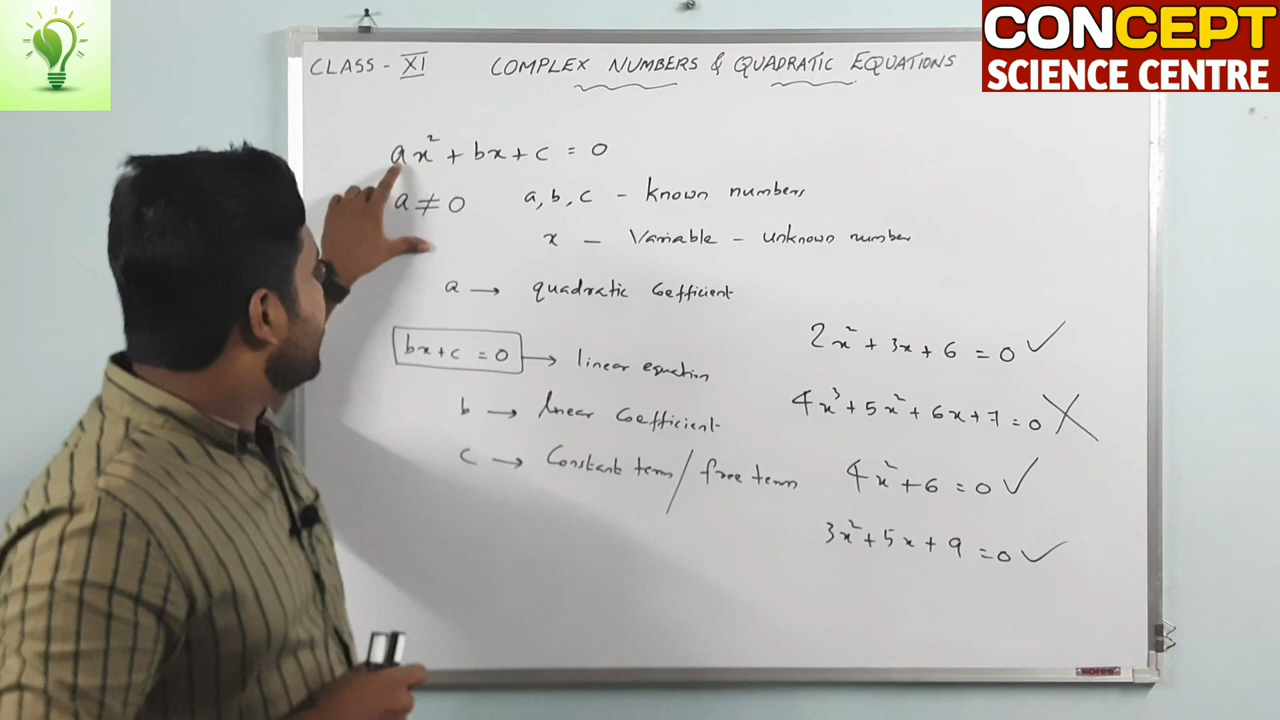 CONCEPT
SCIENCE CENTRE
CLASS - XI COMPLEX NUMBERS & QUADRATIC EQUATIONS
ax² + bx + c = 0
a ≠ 0 a, b, c - known numbers
x - Variable - unknown number
a → quadratic Coefficient
bx + c = 0 → linear equation
b → linear Coefficient
c → Constant term / free term
2x² + 3x + 6 = 0 ✓
4x³ + 5x² + 6x + 7 = 0 ✗
4x² + 6 = 0 ✓
3x² + 5x + 9 = 0 ✓